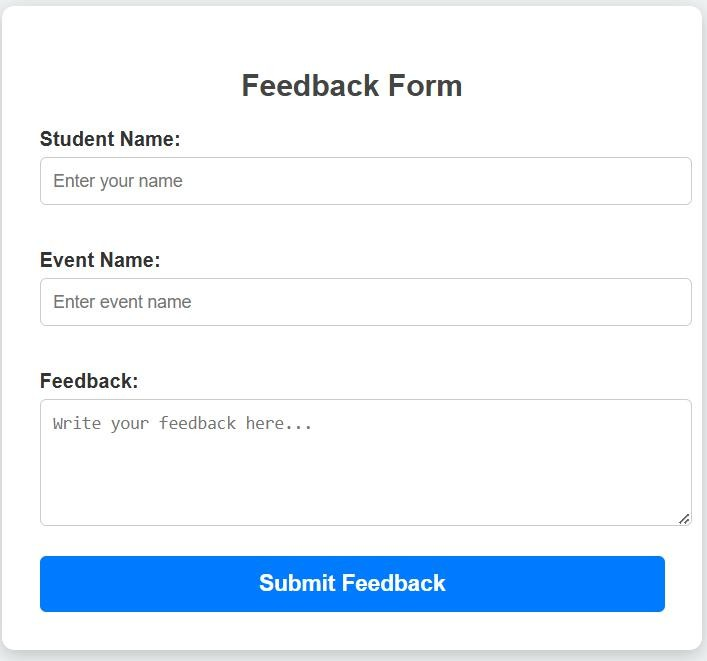 Feedback Form
Student Name:
Enter your name
Event Name:
Enter event name
Feedback:
Write your feedback here...
Submit Feedback